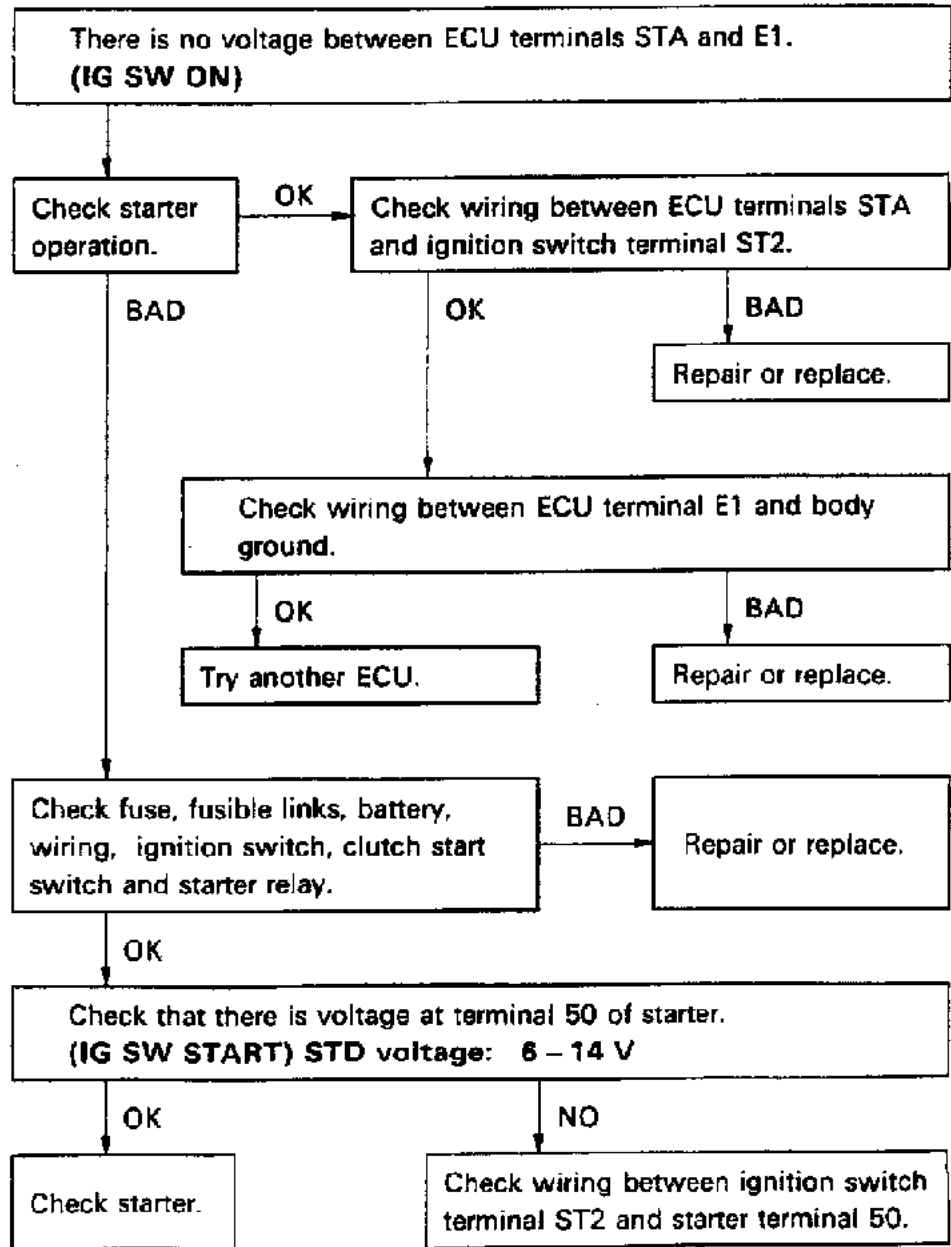 There is no voltage between ECU terminals STA and E1.
(IG SW ON)
Check starter
operation.
OK
Check wiring between ECU terminals STA
and ignition switch terminal ST2.
BAD
OK
BAD
Repair or replace.
Check wiring between ECU terminal E1 and body
ground.
OK
BAD
Try another ECU.
Repair or replace.
Check fuse, fusible links, battery,
wiring, ignition switch, clutch start
switch and starter relay.
BAD
Repair or replace.
OK
Check that there is voltage at terminal 50 of starter.
(IG SW START) STD voltage: 6 – 14 V
OK
NO
Check starter.
Check wiring between ignition switch
terminal ST2 and starter terminal 50.